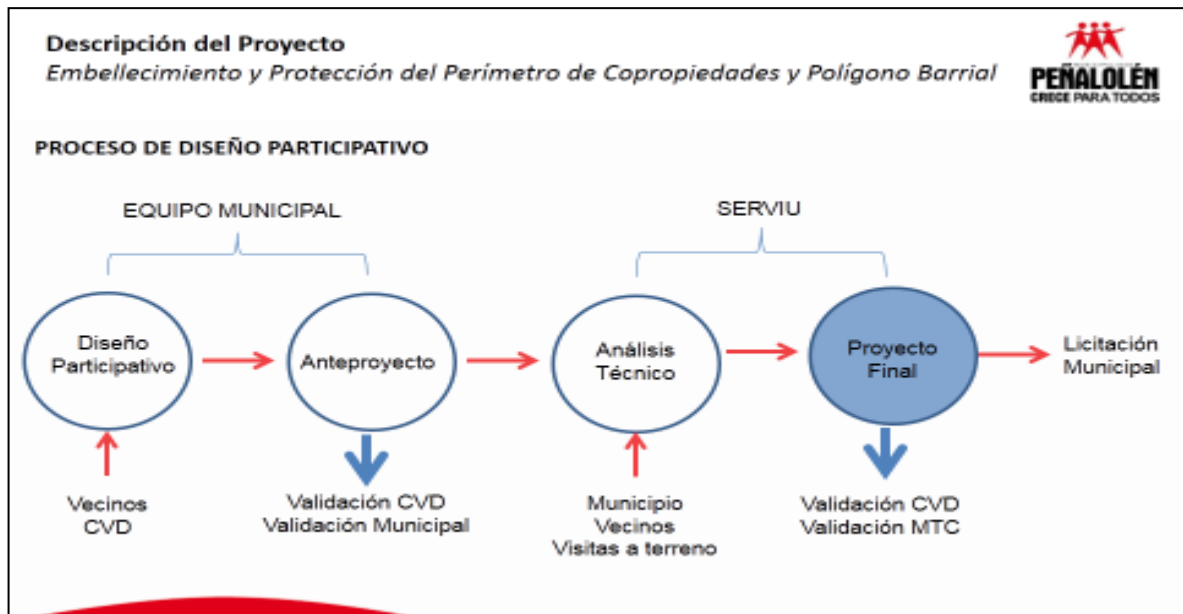 Descripción del Proyecto
Embellecimiento y Protección del Perímetro de Copropiedades y Polígono Barrial
PEÑALOLÉN
CRECE PARA TODOS
PROCESO DE DISEÑO PARTICIPATIVO
EQUIPO MUNICIPAL
SERVIU
Diseño
Participativo
Anteproyecto
Análisis
Técnico
Proyecto
Final
Licitación
Municipal
Vecinos
CVD
Validación CVD
Validación Municipal
Municipio
Vecinos
Visitas a terreno
Validación CVD
Validación MTC